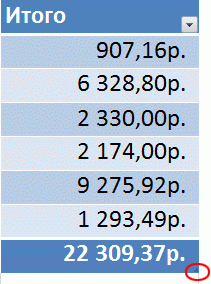 Итого
907,16р.
6 328,80р.
2 330,00р.
2 174,00р.
9 275,92р.
1 293,49р.
22 309,37р.